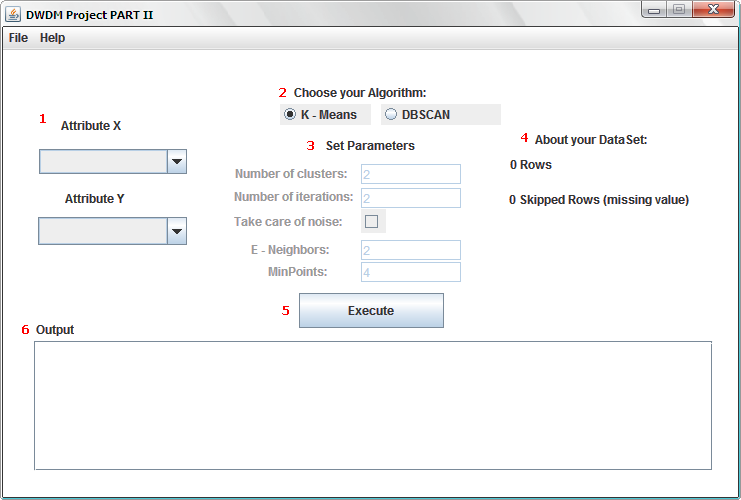 DWDM Project PART II
File Help
2 Choose your Algorithm:
K - Means DBSCAN
1 Attribute X
3 Set Parameters
4 About your DataSet:
0 Rows
Number of clusters: 2
Attribute Y
Number of iterations: 2
0 Skipped Rows (missing value)
Take care of noise:
E - Neighbors: 2
MinPoints: 4
5 Execute
6 Output